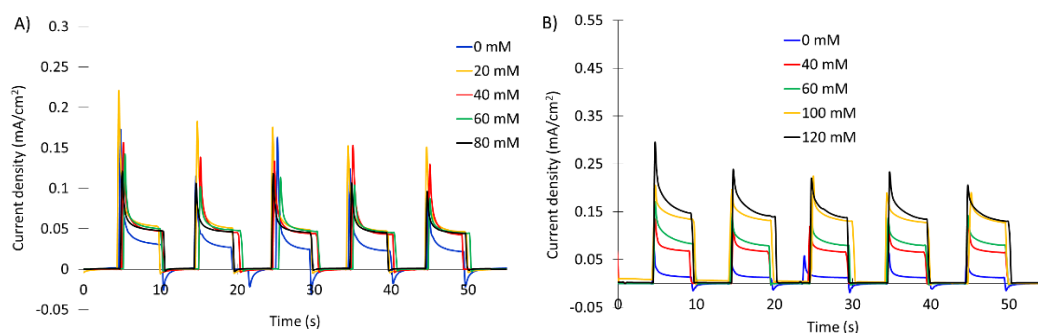 A)
0.3
0.25
0.2
0.15
0.1
0.05
0
-0.05
Current density (mA/cm²)
0 10 20 30 40 50
Time (s)
0 mM
20 mM
40 mM
60 mM
80 mM
B)
0.55
0.45
0.35
0.25
0.15
0.05
-0.05
Current density (mA/cm²)
0 10 20 30 40 50
Time (s)
0 mM
40 mM
60 mM
100 mM
120 mM